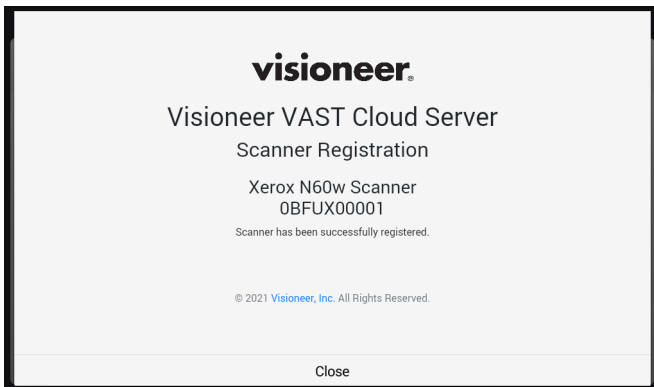 visioneer®
Visioneer VAST Cloud Server
Scanner Registration
Xerox N60w Scanner
0BFUX00001
Scanner has been successfully registered.
© 2021 Visioneer, Inc. All Rights Reserved.
Close